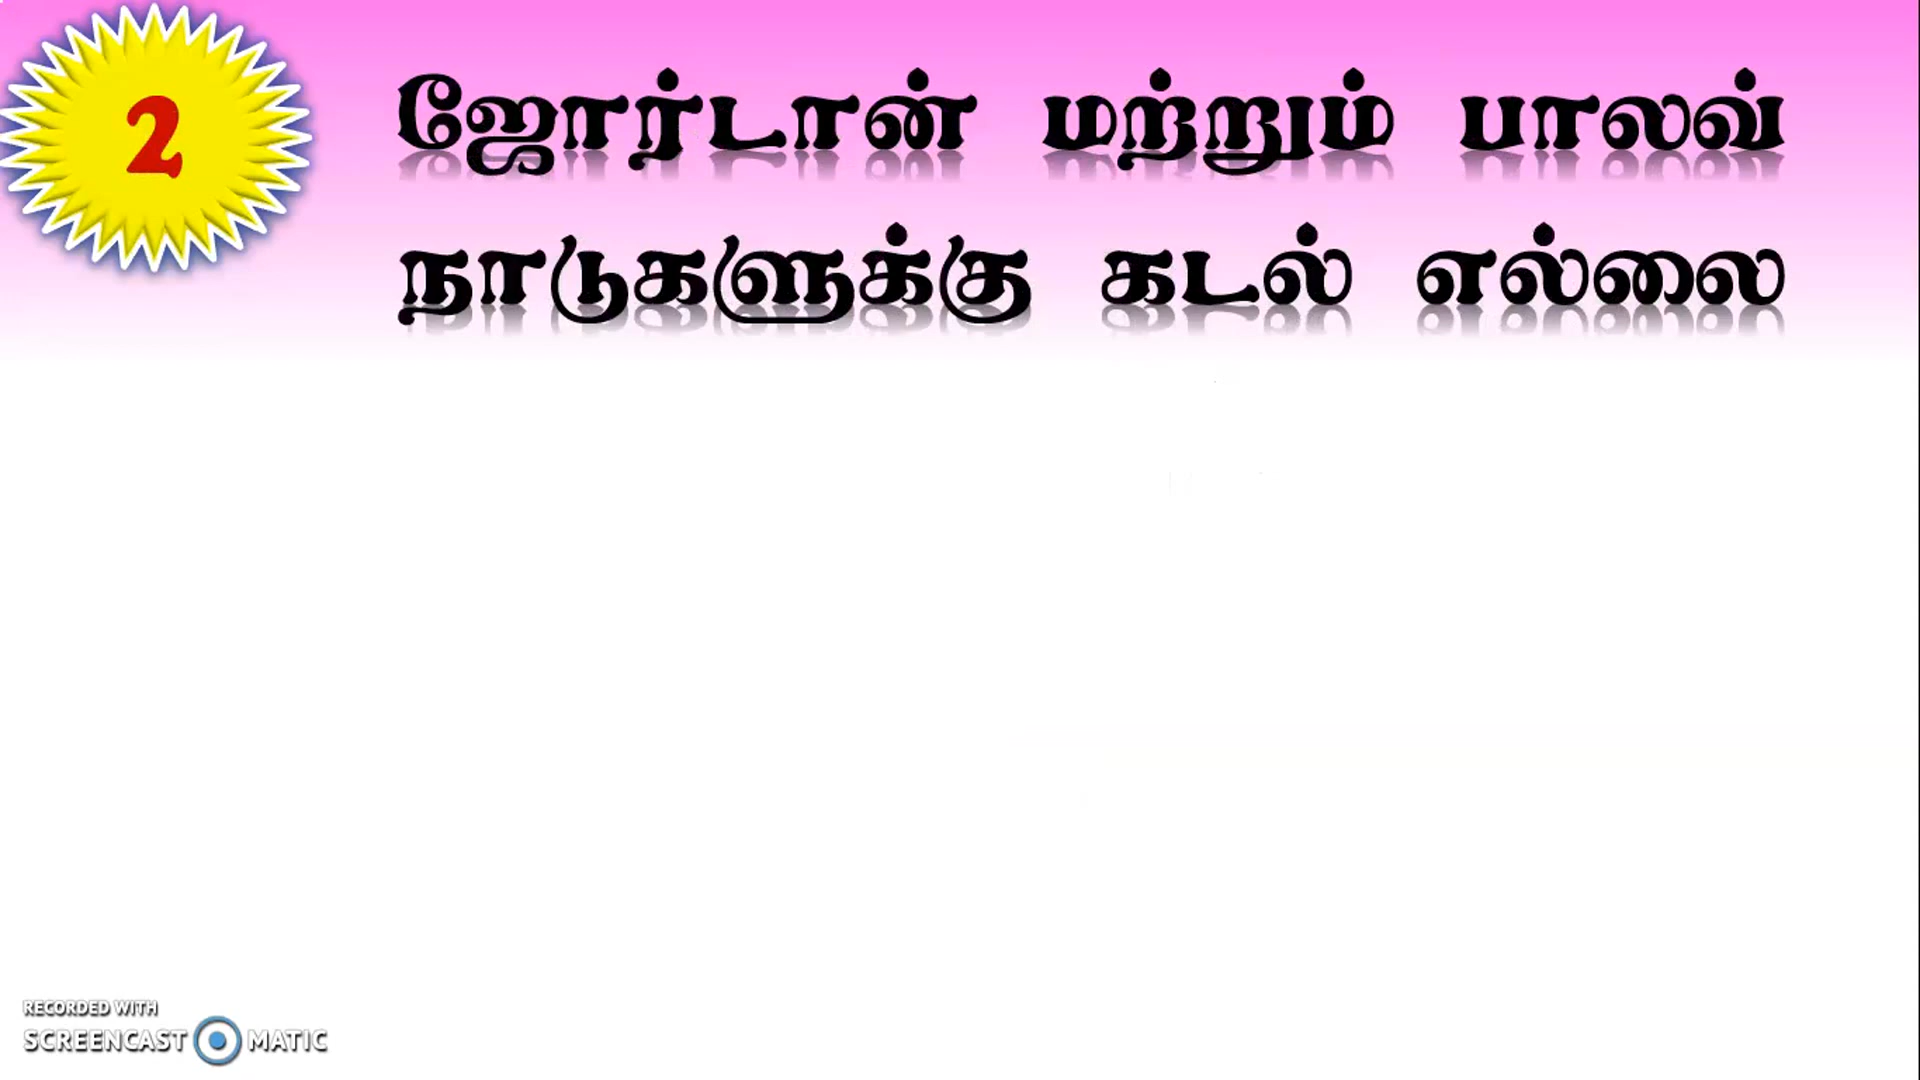 2
ஜோர்டான் மற்றும் பாலவ்
நாடுகளுக்கு கடல் எல்லை
RECORDED WITH
SCREENCAST MATIC